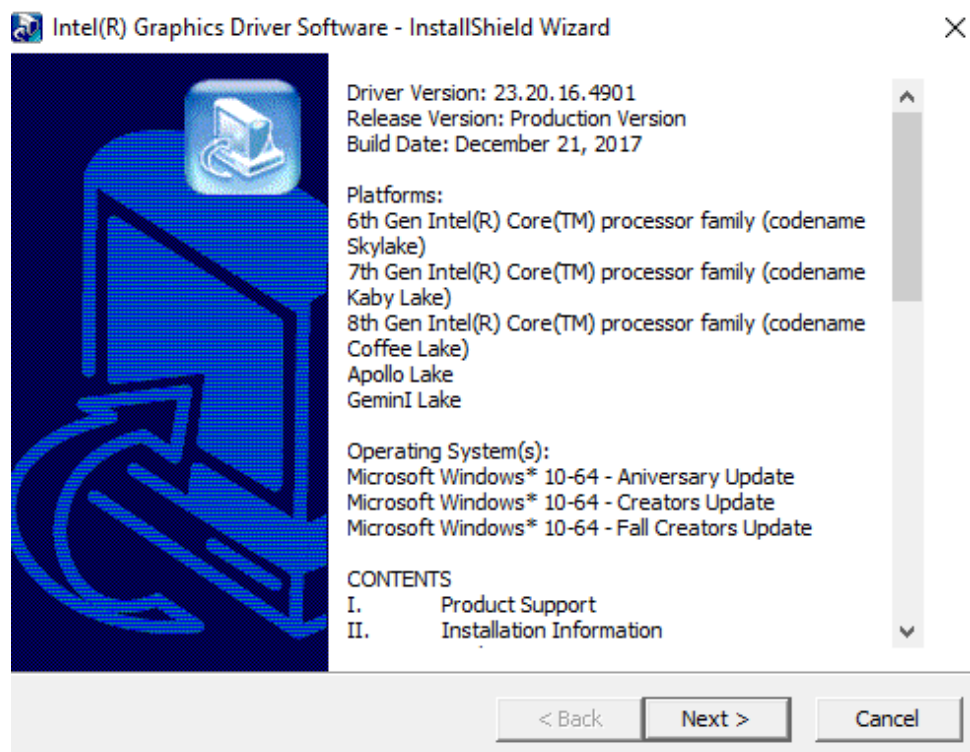 Intel(R) Graphics Driver Software - InstallShield Wizard
Driver Version: 23.20.16.4901
Release Version: Production Version
Build Date: December 21, 2017
Platforms:
6th Gen Intel(R) Core(TM) processor family (codename
Skylake)
7th Gen Intel(R) Core(TM) processor family (codename
Kaby Lake)
8th Gen Intel(R) Core(TM) processor family (codename
Coffee Lake)
Apollo Lake
GeminI Lake
Operating System(s):
Microsoft Windows* 10-64 - Aniversary Update
Microsoft Windows* 10-64 - Creators Update
Microsoft Windows* 10-64 - Fall Creators Update
CONTENTS
I. Product Support
II. Installation Information
< Back Next > Cancel